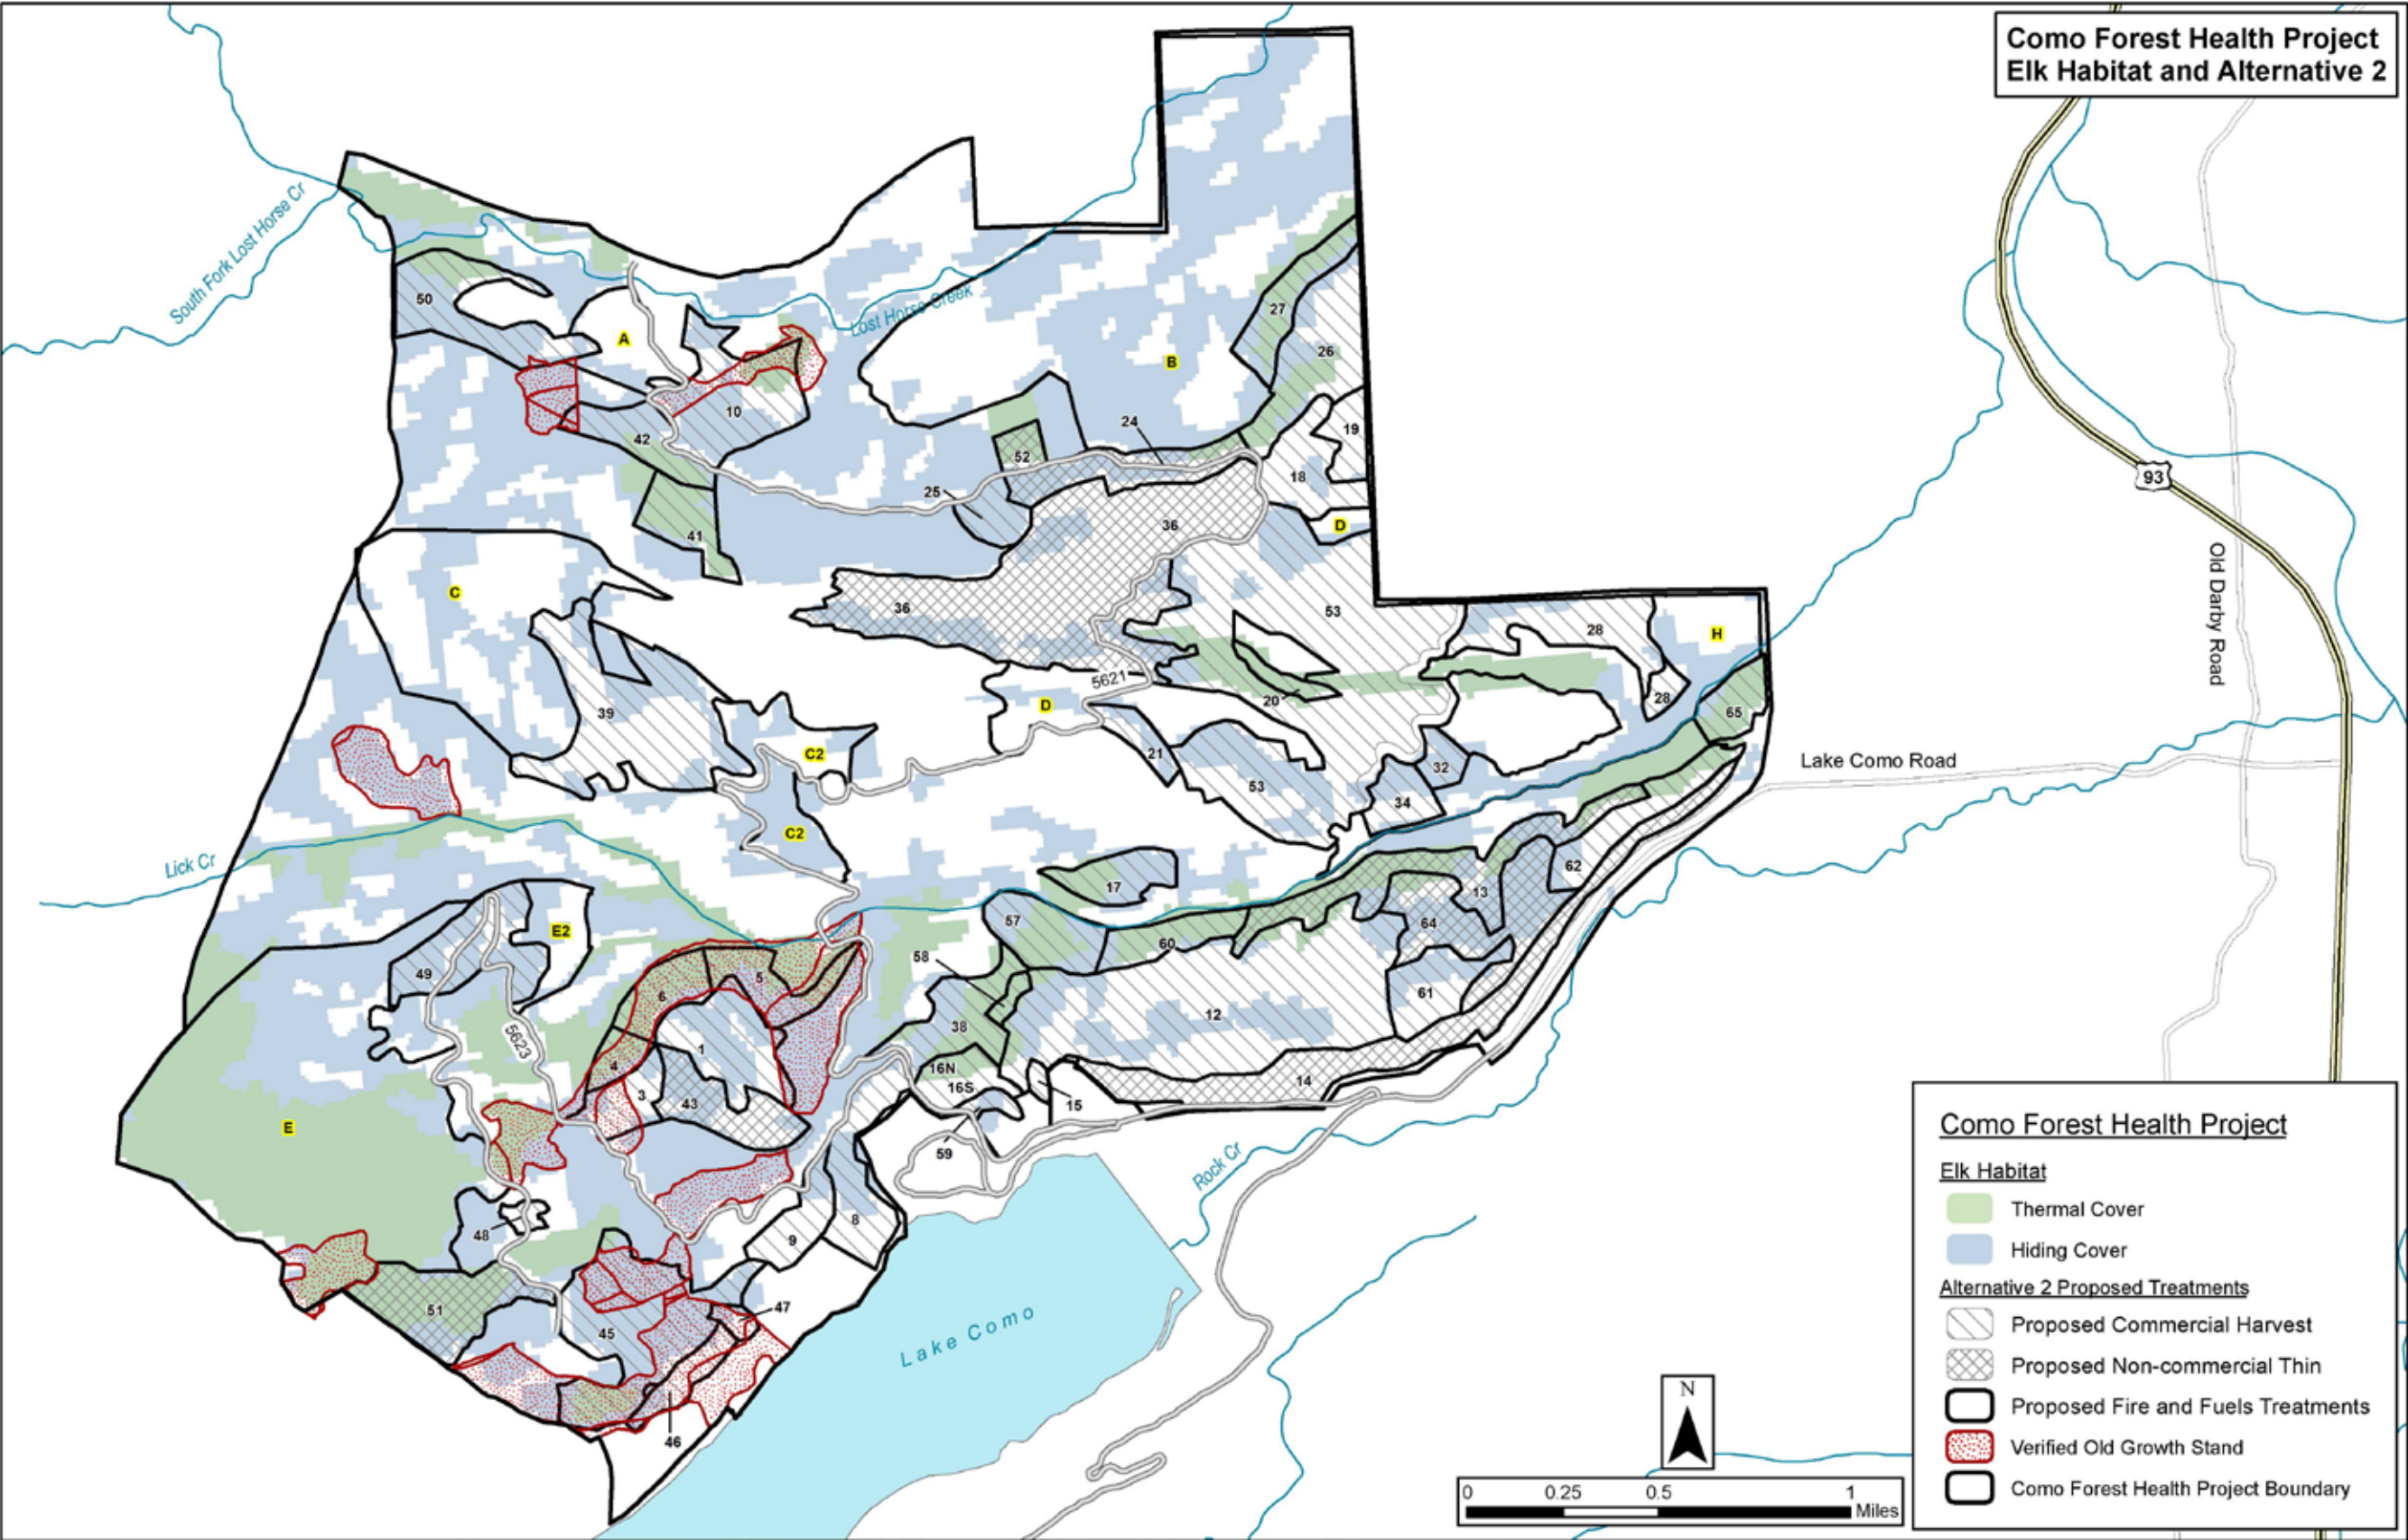 Como Forest Health Project
Elk Habitat and Alternative 2
South Fork Lost Horse Cr
Lost Horse Creek
50
A
10
42
41
27
26
B
24
19
18
52
25
36
D
93
Old Darby Road
C
36
53
28
H
39
5621
D
20
28
65
C2
21
53
32
34
Lake Como Road
C2
Lick Cr
17
62
13
57
64
60
E2
49
58
5
6
61
38
12
5623
1
4
16N
16S
3
43
14
15
E
59
Rock Cr
48
8
9
51
47
45
46
Lake Como
N
0
0.25
0.5
1
Miles
Como Forest Health Project
Elk Habitat
Thermal Cover
Hiding Cover
Alternative 2 Proposed Treatments
Proposed Commercial Harvest
Proposed Non-commercial Thin
Proposed Fire and Fuels Treatments
Verified Old Growth Stand
Como Forest Health Project Boundary